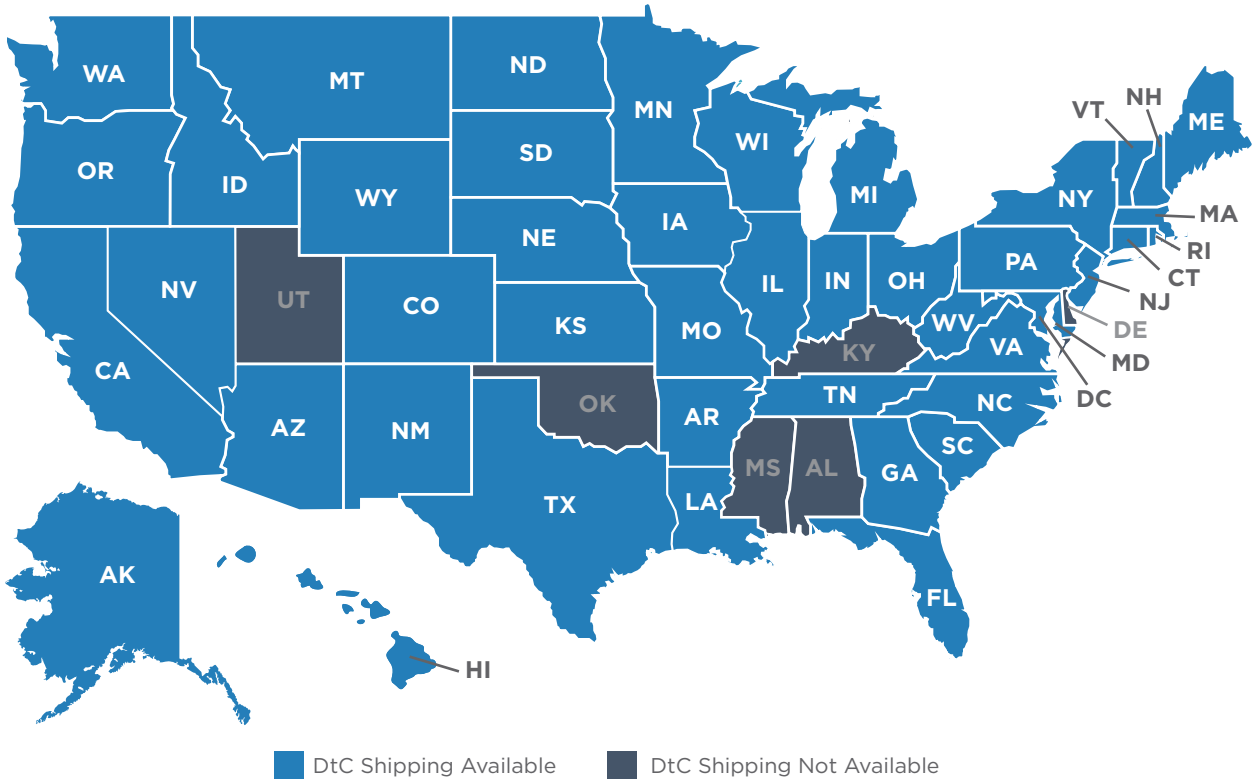 WA
MT
ND
MN
VT
NH
ME
OR
ID
SD
WI
MI
WY
NY
MA
IA
NE
RI
PA
CT
NV
UT
CO
IL
IN
OH
NJ
KS
MO
WV
DE
KY
VA
MD
CA
DC
TN
OK
NC
AZ
NM
AR
SC
MS
AL
GA
TX
LA
AK
FL
HI
DtC Shipping Available
DtC Shipping Not Available